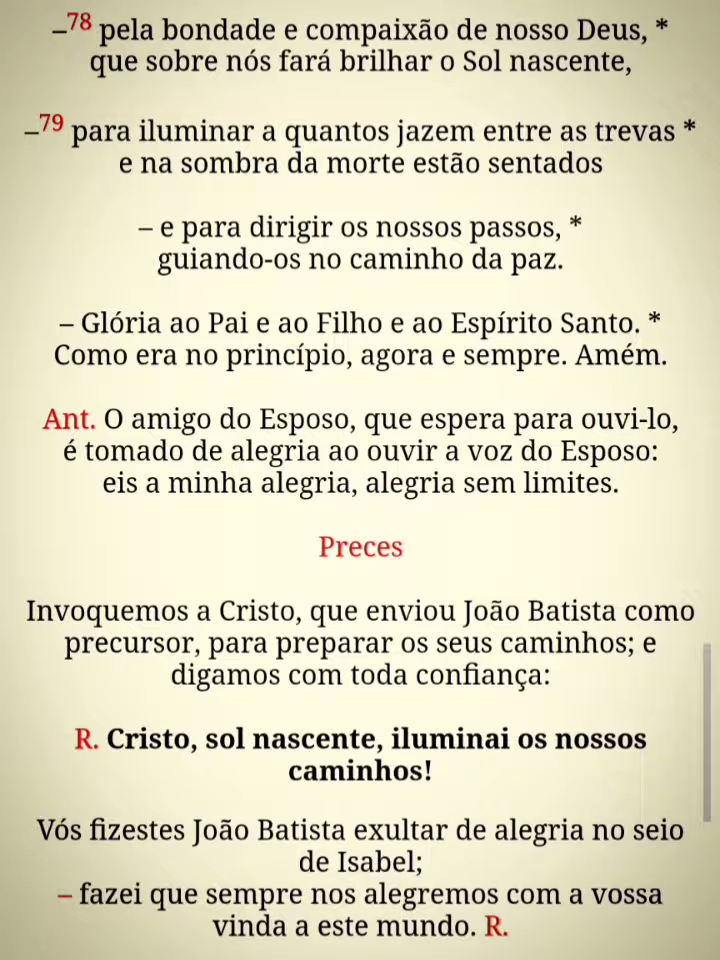 –78 pela bondade e compaixão de nosso Deus, *
que sobre nós fará brilhar o Sol nascente,
–79 para iluminar a quantos jazem entre as trevas *
e na sombra da morte estão sentados
– e para dirigir os nossos passos, *
guiando-os no caminho da paz.
– Glória ao Pai e ao Filho e ao Espírito Santo. *
Como era no princípio, agora e sempre. Amém.
Ant. O amigo do Esposo, que espera para ouvi-lo,
é tomado de alegria ao ouvir a voz do Esposo:
eis a minha alegria, alegria sem limites.
Preces
Invoquemos a Cristo, que enviou João Batista como
precursor, para preparar os seus caminhos; e
digamos com toda confiança:
R. Cristo, sol nascente, iluminai os nossos
caminhos!
Vós fizestes João Batista exultar de alegria no seio
de Isabel;
– fazei que sempre nos alegremos com a vossa
vinda a este mundo. R.